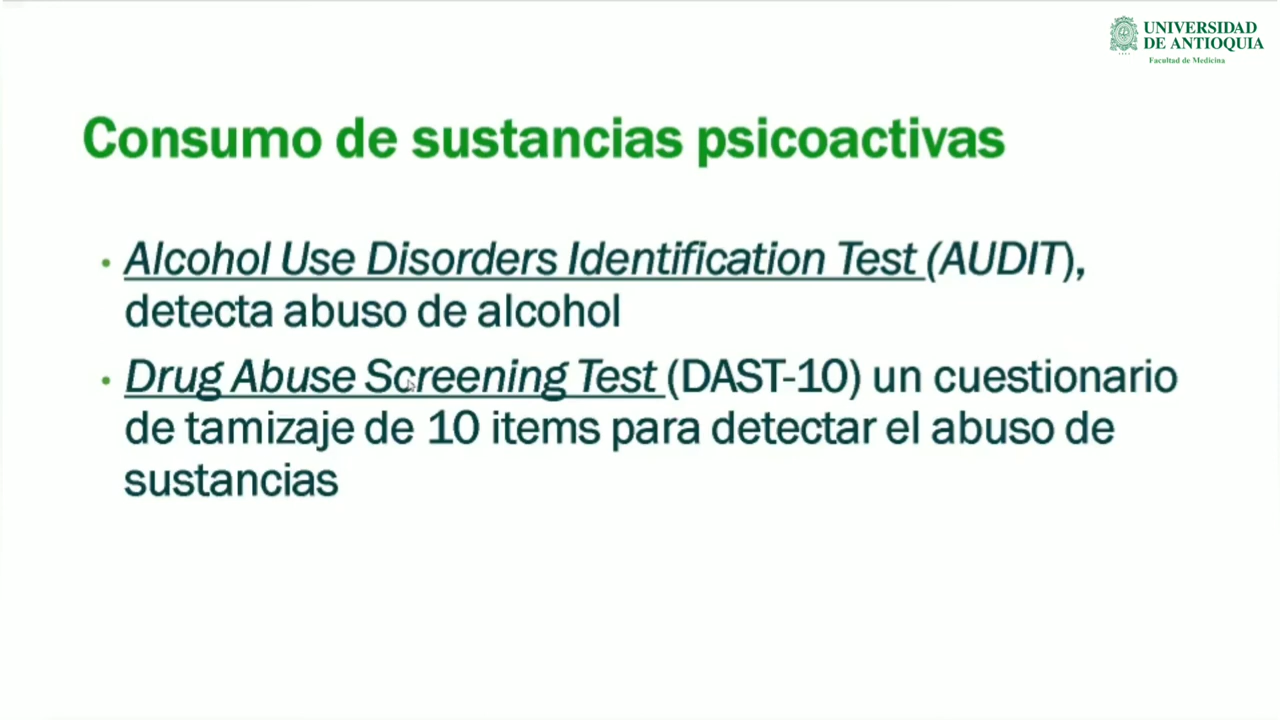 UNIVERSIDAD
DE ANTIOQUIA
Facultad de Medicina
Consumo de sustancias psicoactivas
• Alcohol Use Disorders Identification Test (AUDIT),
detecta abuso de alcohol
• Drug Abuse Screening Test (DAST-10) un cuestionario
de tamizaje de 10 items para detectar el abuso de
sustancias